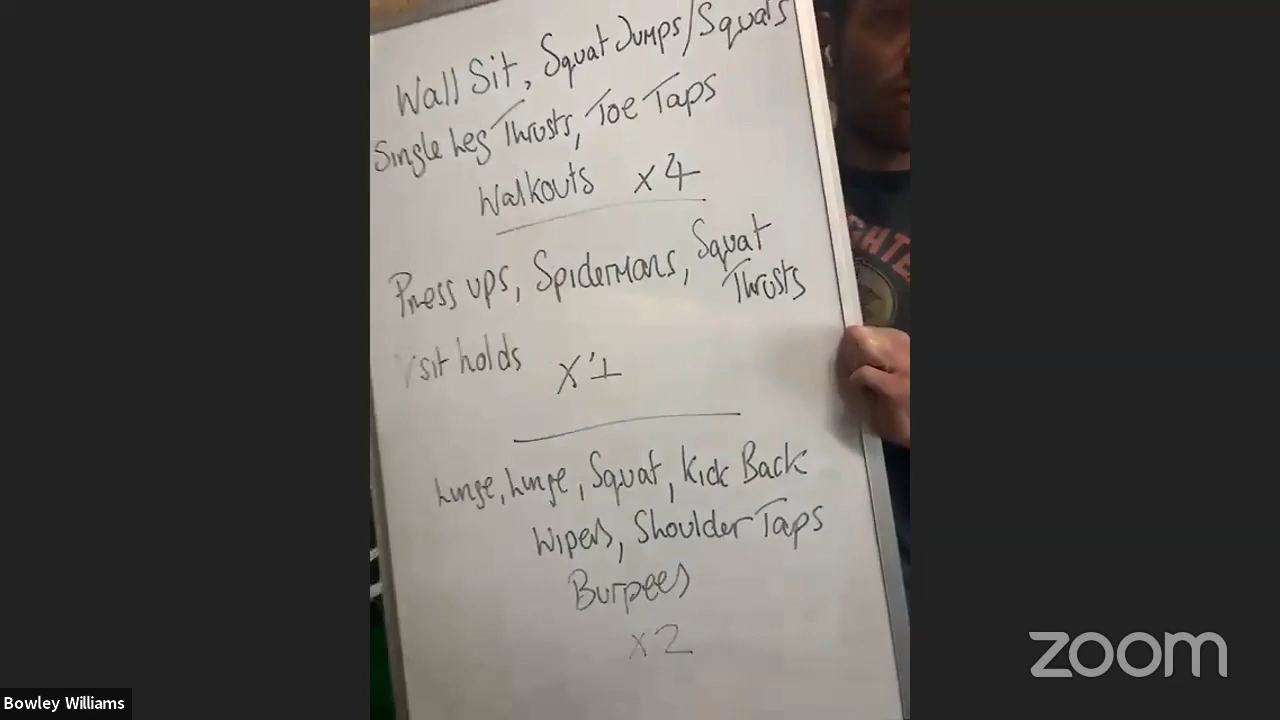 Wall Sit, Squat Jumps/Squats
Single Leg Thrusts, Toe Taps
Walkouts x4
Press ups, Spidermans, Squat
Thrusts
Vsit holds x1
Lunge, Lunge, Squat, Kick Back
Wipers, Shoulder Taps
Burpees
x2
zoom
Bowley Williams